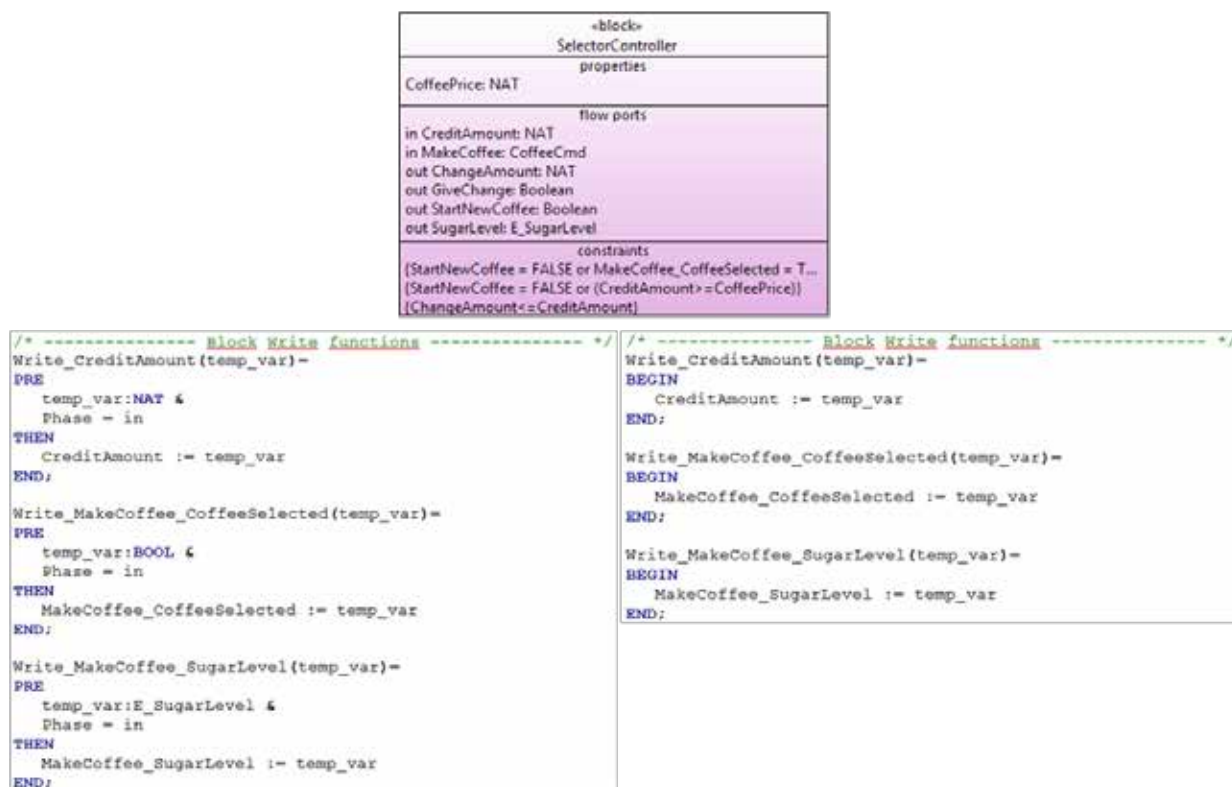 «block»
SelectorController
properties
CoffeePrice: NAT
flow ports
in CreditAmount: NAT
in MakeCoffee: CoffeeCmd
out ChangeAmount: NAT
out GiveChange: Boolean
out StartNewCoffee: Boolean
out SugarLevel: E_SugarLevel
constraints
{StartNewCoffee = FALSE or MakeCoffee_CoffeeSelected = T...
{StartNewCoffee = FALSE or (CreditAmount>=CoffeePrice)}
{ChangeAmount<=CreditAmount}
/* --------------- Block Write functions --------------- */
Write_CreditAmount(temp_var)=
PRE
temp_var:NAT &
Phase = in
THEN
CreditAmount := temp_var
END;
Write_MakeCoffee_CoffeeSelected(temp_var)=
PRE
temp_var:BOOL &
Phase = in
THEN
MakeCoffee_CoffeeSelected := temp_var
END;
Write_MakeCoffee_SugarLevel(temp_var)=
PRE
temp_var:E_SugarLevel &
Phase = in
THEN
MakeCoffee_SugarLevel := temp_var
END;
/* --------------- Block Write functions --------------- */
Write_CreditAmount(temp_var)=
BEGIN
CreditAmount := temp_var
END;
Write_MakeCoffee_CoffeeSelected(temp_var)=
BEGIN
MakeCoffee_CoffeeSelected := temp_var
END;
Write_MakeCoffee_SugarLevel(temp_var)=
BEGIN
MakeCoffee_SugarLevel := temp_var
END;